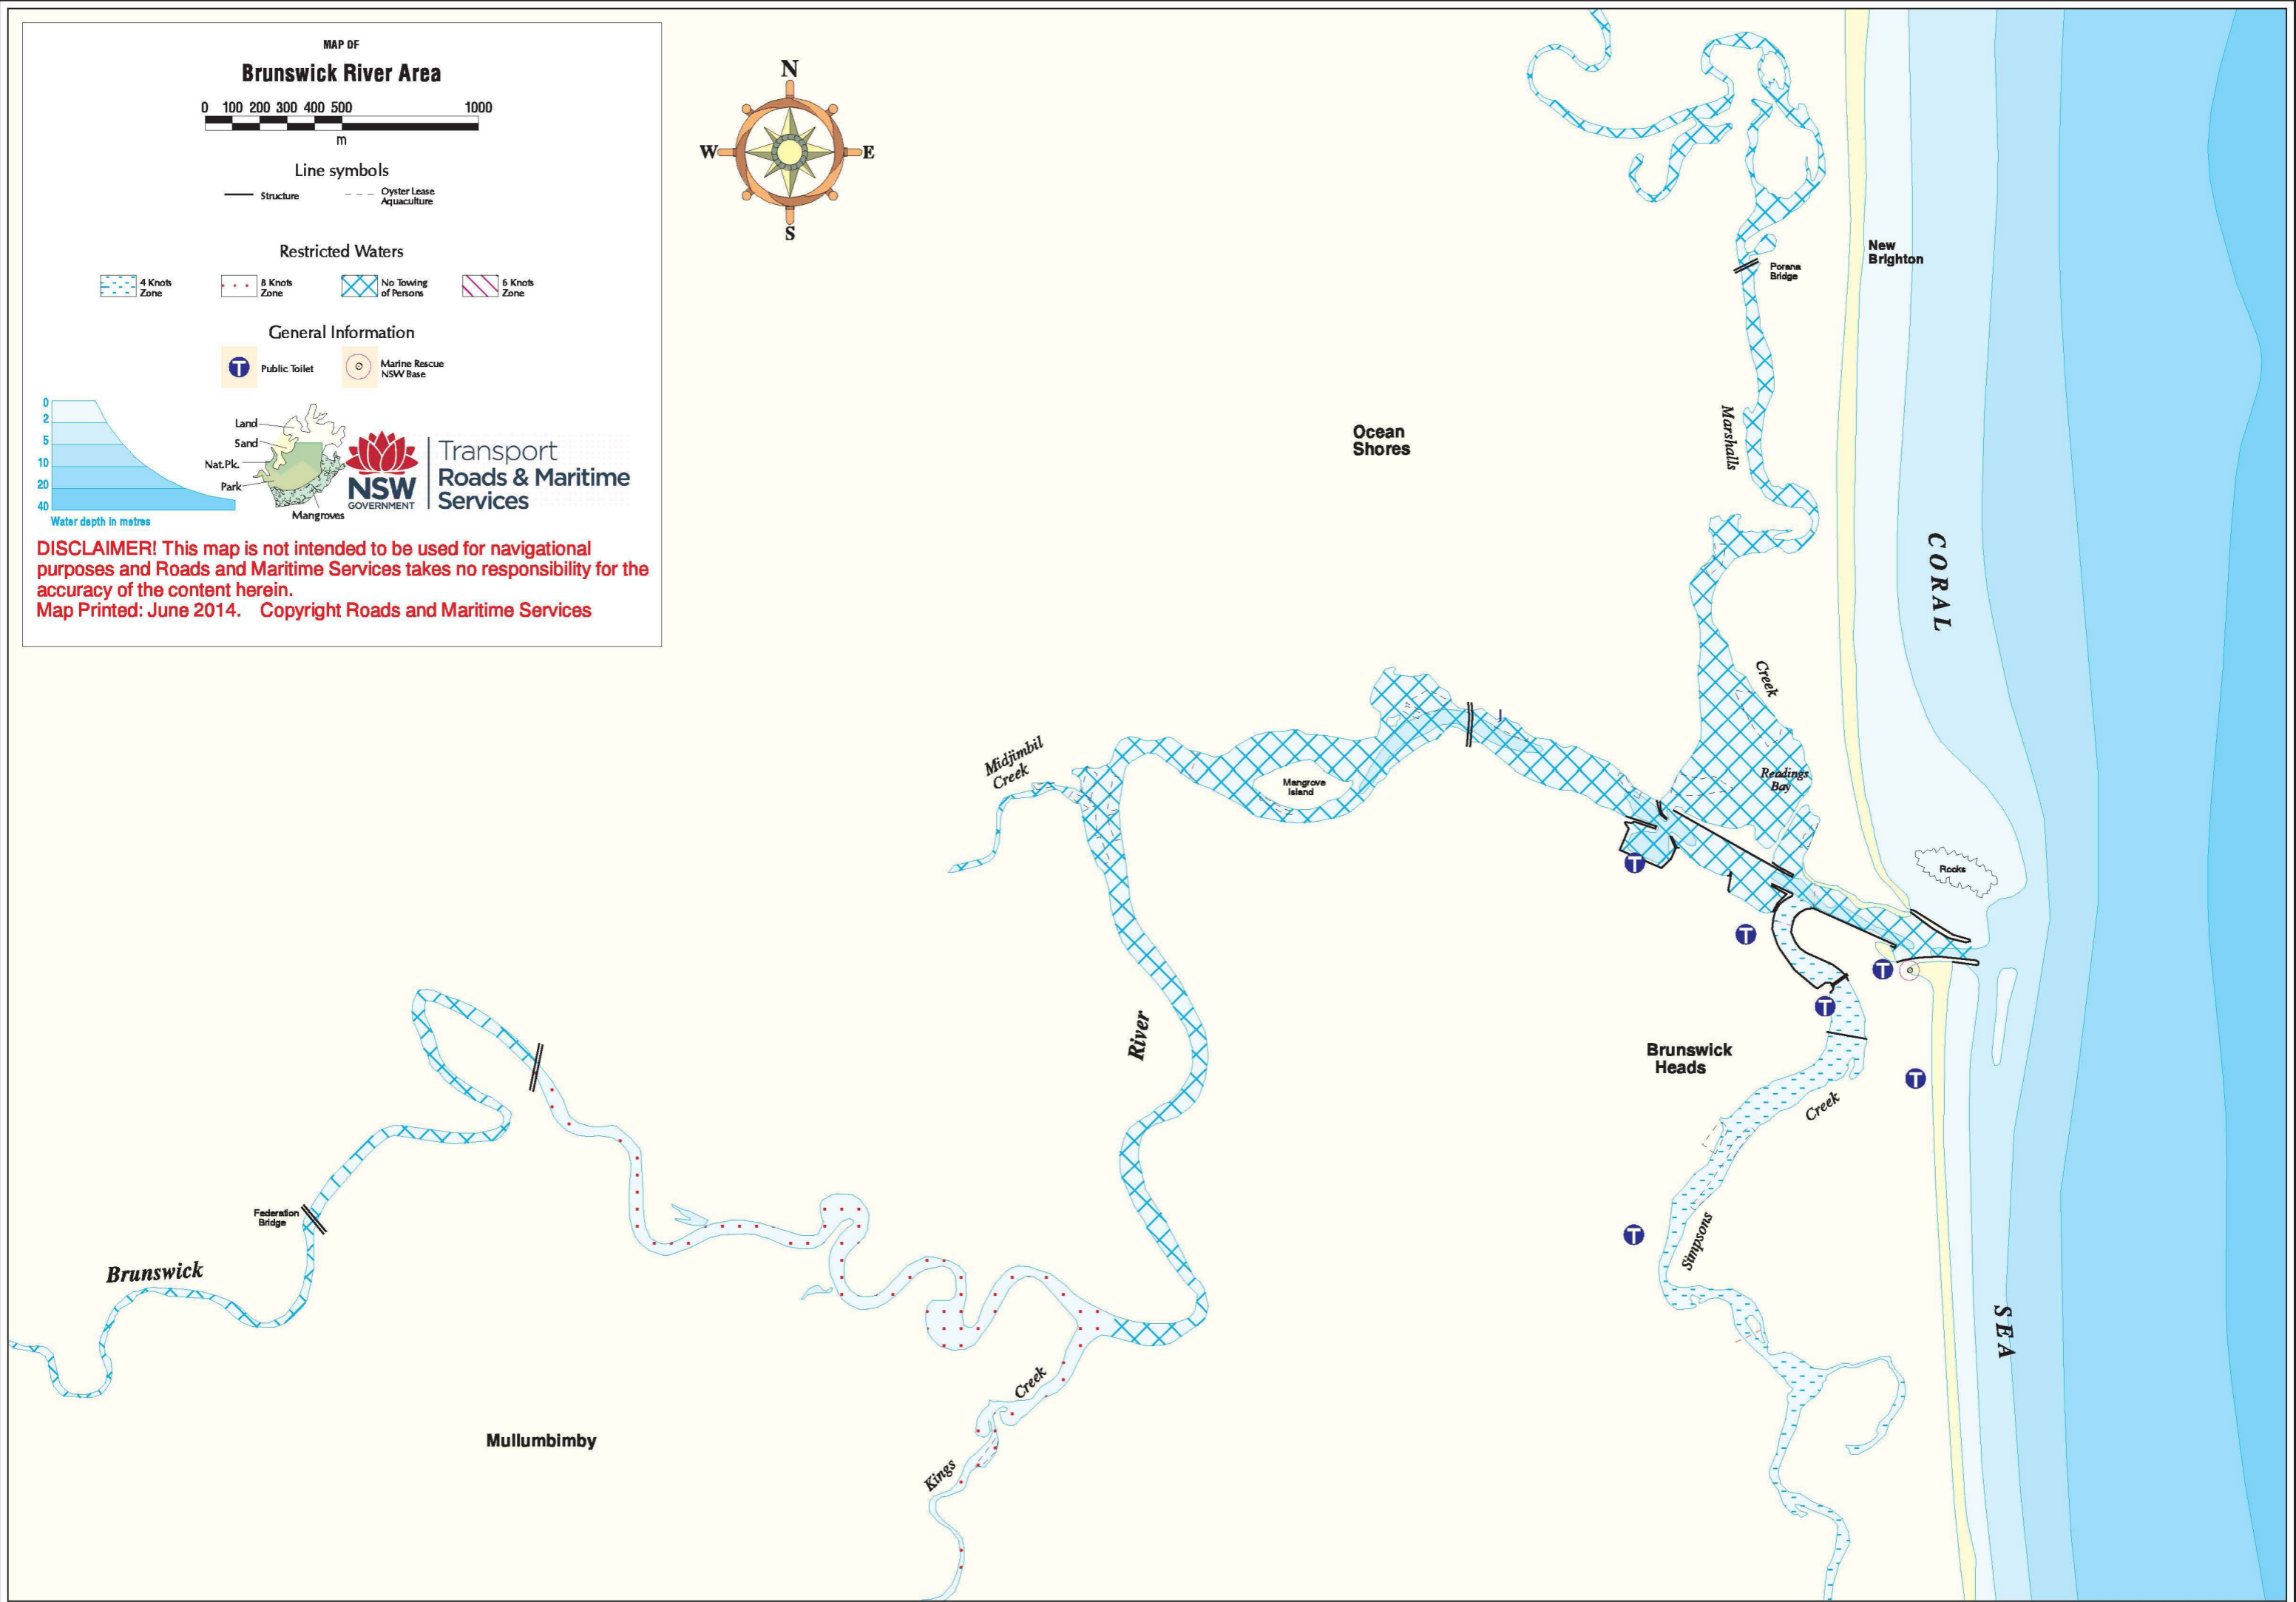 MAP OF
Brunswick River Area
0 100 200 300 400 500 1000
m
Line symbols
Structure
Oyster Lease
Aquaculture
Restricted Waters
4 Knots
Zone
8 Knots
Zone
No Towing
of Persons
6 Knots
Zone
General Information
T
Public Toilet
Marine Rescue
NSW Base
0
2
5
10
20
40
Water depth in metres
Land
Sand
Nat.Pk.
Park
Mangroves
NSW
GOVERNMENT
Transport
Roads & Maritime
Services
DISCLAIMER! This map is not intended to be used for navigational
purposes and Roads and Maritime Services takes no responsibility for the
accuracy of the content herein.
Map Printed: June 2014. Copyright Roads and Maritime Services
N
W
E
S
New
Brighton
Porana
Bridge
Ocean
Shores
Marshalls
Creek
CORAL
Midjimbil
Creek
Mangrove
Island
Readings
Bay
Rocks
T
T
T
T
T
T
River
Brunswick
Heads
Creek
Simpsons
Federation
Bridge
Brunswick
SEA
Creek
Kings
Mullumbimby